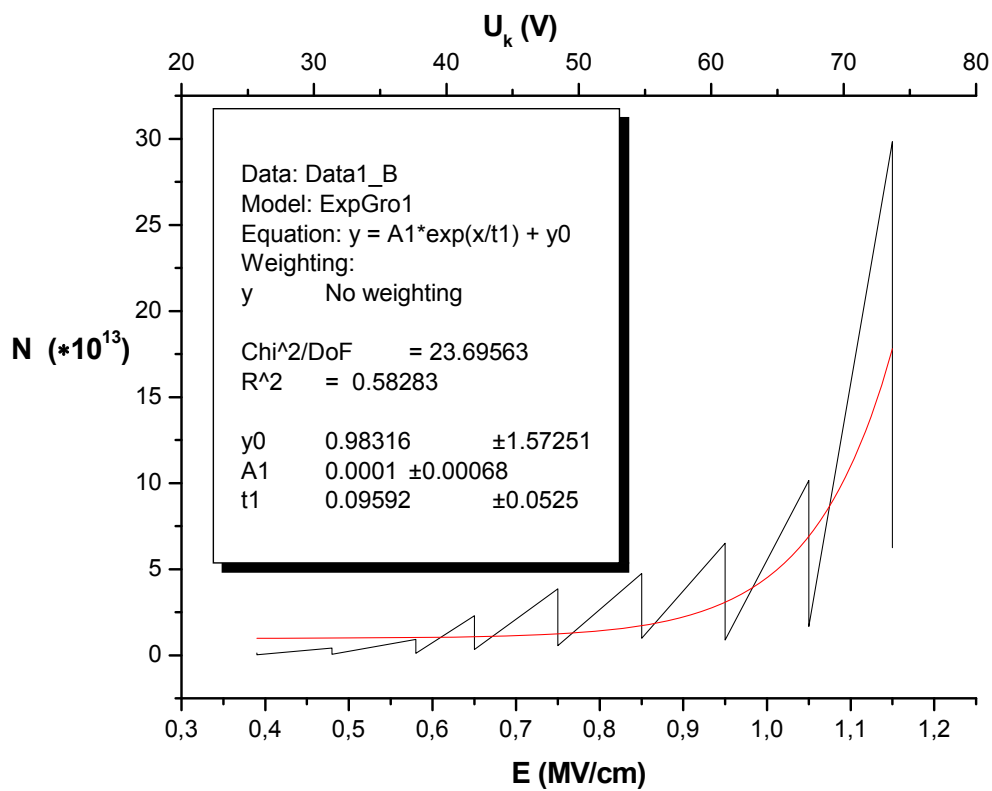 U_k (V)
20 30 40 50 60 70 80
Data: Data1_B
Model: ExpGro1
Equation: y = A1*exp(x/t1) + y0
Weighting:
y No weighting
Chi^2/DoF = 23.69563
R^2 = 0.58283
y0 0.98316 ±1.57251
A1 0.0001 ±0.00068
t1 0.09592 ±0.0525
N (*10^13)
30
25
20
15
10
5
0
0,3 0,4 0,5 0,6 0,7 0,8 0,9 1,0 1,1 1,2
E (MV/cm)